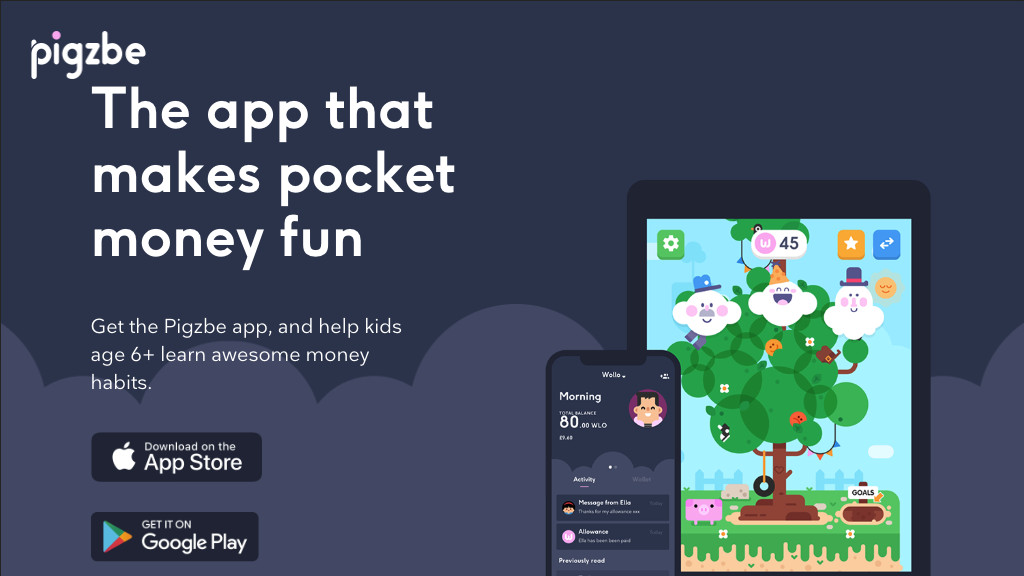 pigzbe
The app that
makes pocket
money fun
Get the Pigzbe app, and help kids
age 6+ learn awesome money
habits.
Download on the
App Store
GET IT ON
Google Play
45
GOALS
Wollo
Morning
TOTAL BALANCE
80.00 WLO
£9.60
Activity Wollet
Message from Ella Today
Thanks for my allowance xxx
Allowance Today
Ella has been been paid
Previously read